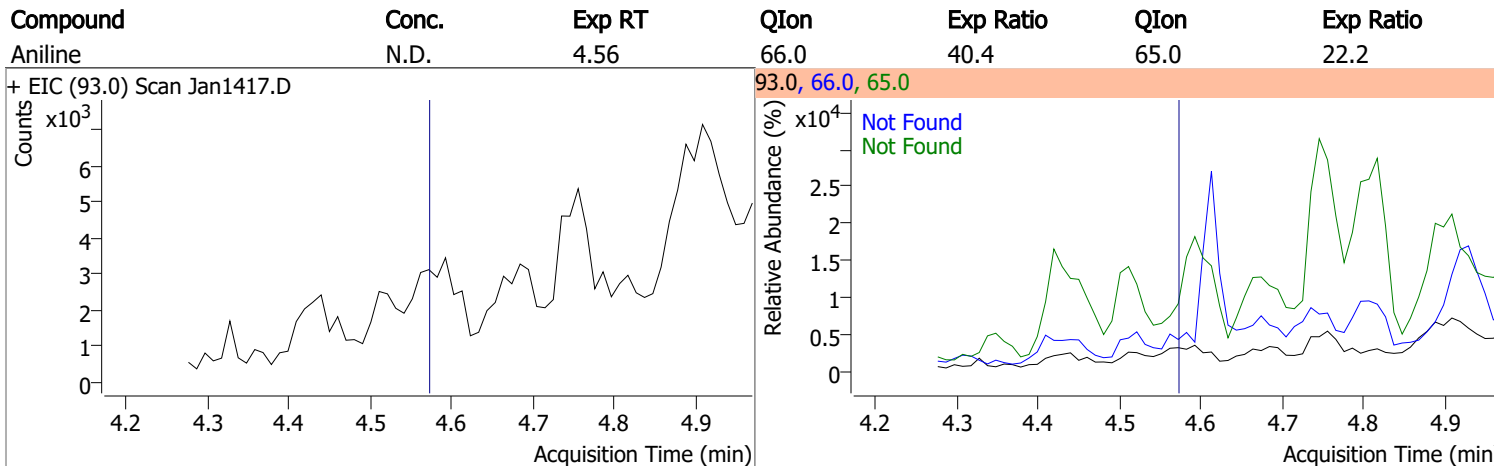 Compound Conc. Exp RT QIon Exp Ratio QIon Exp Ratio
Aniline N.D. 4.56 66.0 40.4 65.0 22.2
+ EIC (93.0) Scan Jan1417.D
Counts
x10³
6
5
4
3
2
1
0
4.2 4.3 4.4 4.5 4.6 4.7 4.8 4.9
Acquisition Time (min)
93.0, 66.0, 65.0
Relative Abundance (%)
x10⁴
Not Found
Not Found
2.5
2
1.5
1
0.5
0
4.2 4.3 4.4 4.5 4.6 4.7 4.8 4.9
Acquisition Time (min